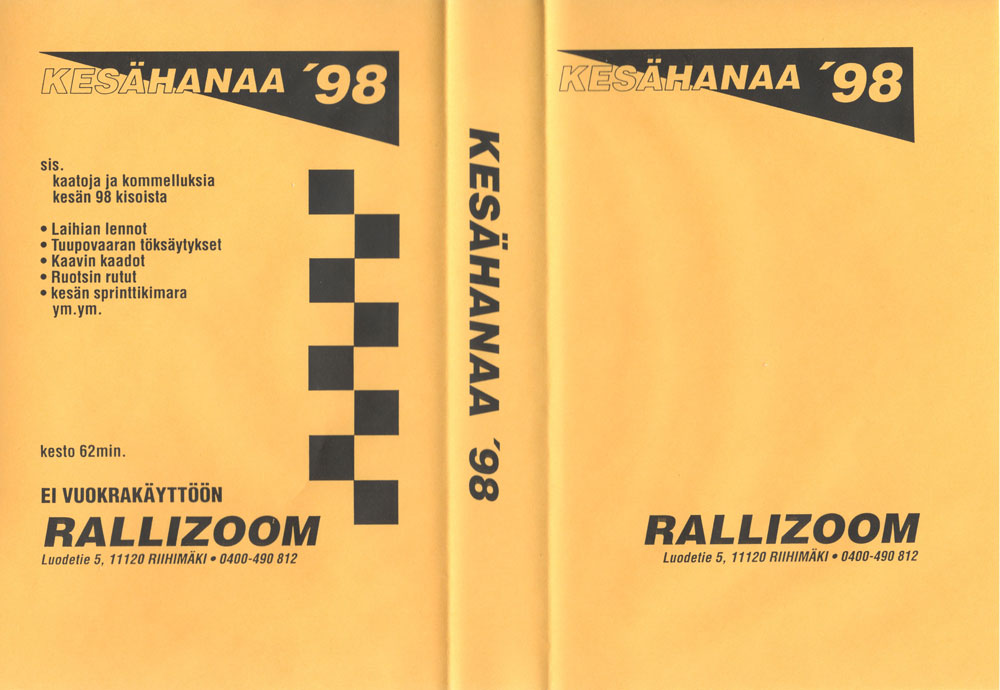 KESÄHANAA ´98
sis.
kaatoja ja kommelluksia
kesän 98 kisoista
• Laihian lennot
• Tuupovaaran töksäytykset
• Kaavin kaadot
• Ruotsin rutut
• kesän sprinttikimara
ym.ym.
kesto 62min.
EI VUOKRAKÄYTTÖÖN
RALLIZOOM
Luodetie 5, 11120 RIIHIMÄKI • 0400-490 812
KESÄHANAA ´98
KESÄHANAA ´98
RALLIZOOM
Luodetie 5, 11120 RIIHIMÄKI • 0400-490 812